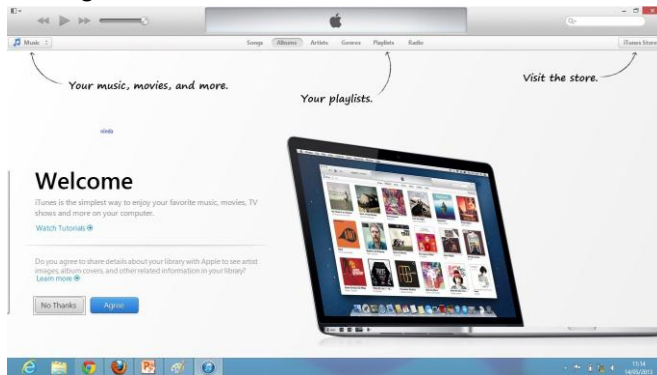 Music
Songs Albums Artists Genres Playlists Radio
iTunes Store
Your music, movies, and more.
Your playlists.
Visit the store.
Welcome
iTunes is the simplest way to enjoy your favorite music, movies, TV
shows and more on your computer.
Watch Tutorials
Do you agree to share details about your library with Apple to see artist
images, album covers, and other related information in your library?
Learn more
No Thanks
Agree
11:14
14/05/2013